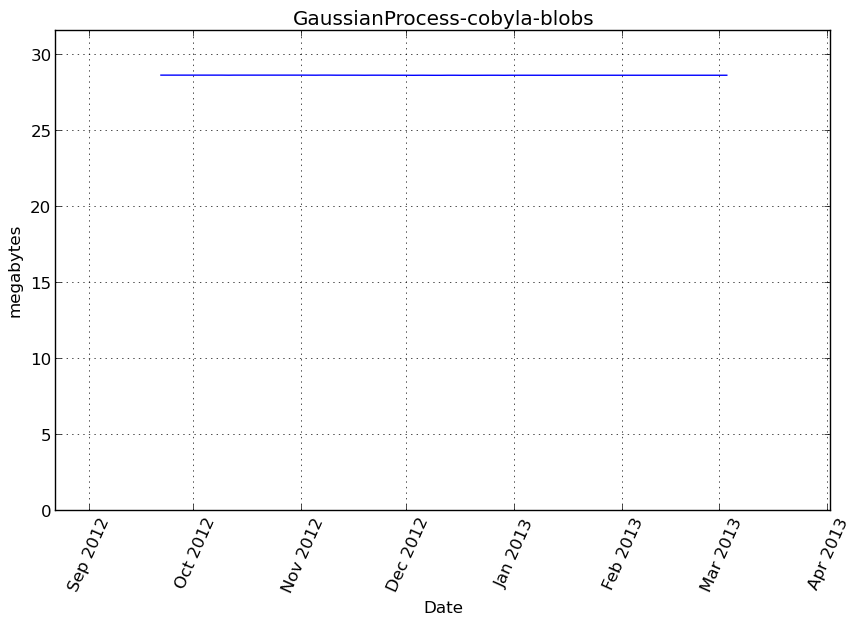 GaussianProcess-cobyla-blobs
megabytes
30
25
20
15
10
5
0
Sep 2012
Oct 2012
Nov 2012
Dec 2012
Jan 2013
Feb 2013
Mar 2013
Apr 2013
Date